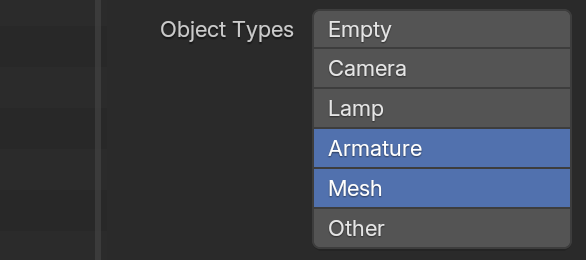 Object Types Empty
Camera
Lamp
Armature
Mesh
Other